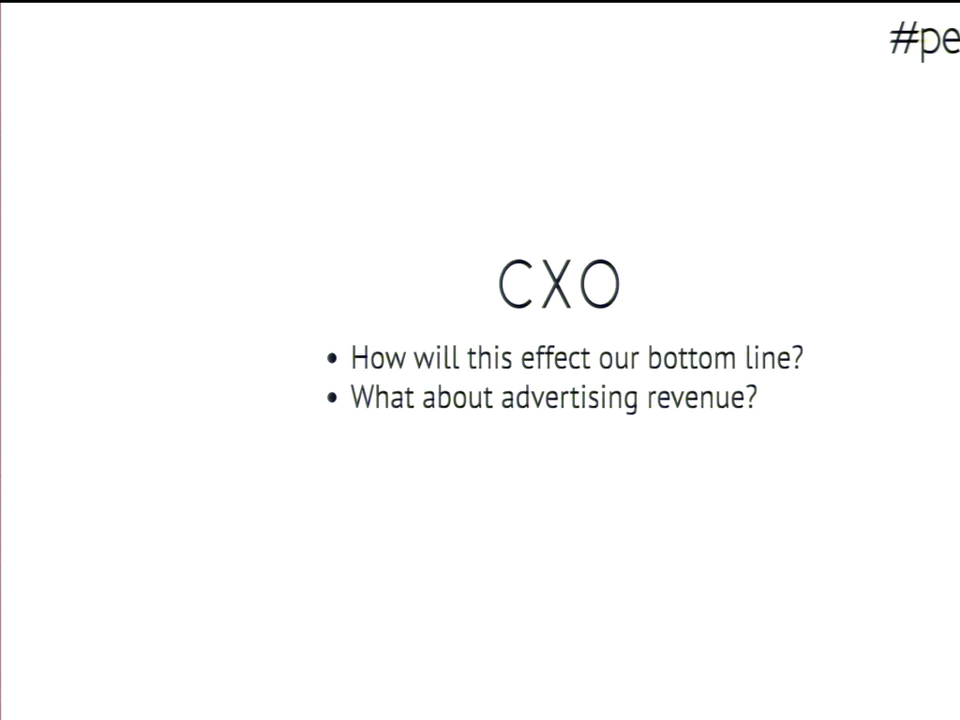 #pe
CXO
• How will this effect our bottom line?
• What about advertising revenue?